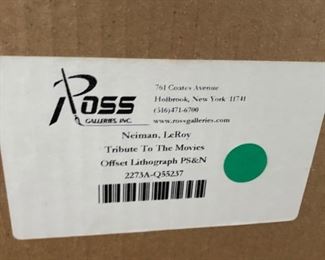 Ross
GALLERIES, INC.
761 Coates Avenue
Holbrook, New York 11741
(516)471-6700
www.rossgalleries.com
Neiman, LeRoy
Tribute To The Movies
Offset Lithograph PS&N
2273A-Q55237